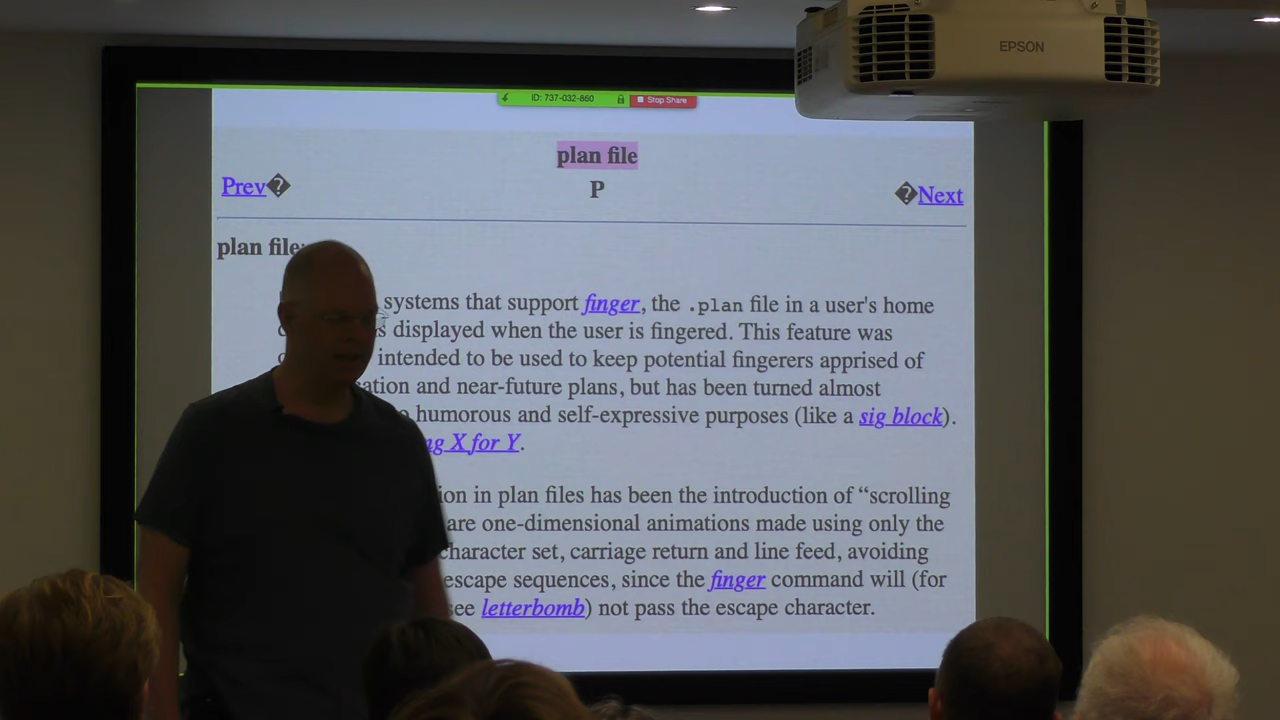 EPSON
ID: 737-032-860 Stop Share
plan file
Prev� P �Next
plan file
systems that support finger, the .plan file in a user's home
displayed when the user is fingered. This feature was
intended to be used to keep potential fingerers apprised of
and near-future plans, but has been turned almost
humorous and self-expressive purposes (like a sig block).
X for Y.
in plan files has been the introduction of “scrolling
are one-dimensional animations made using only the
character set, carriage return and line feed, avoiding
escape sequences, since the finger command will (for
see letterbomb) not pass the escape character.